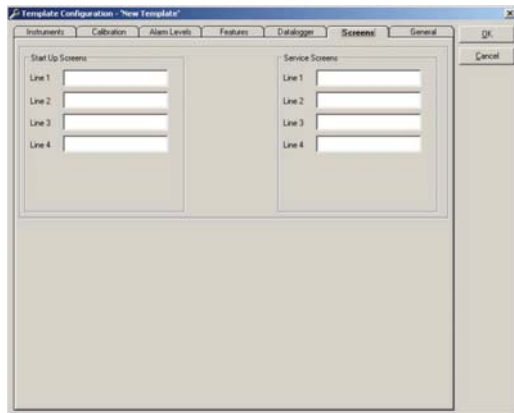 Template Configuration - 'New Template'
Instruments Calibration Alarm Levels Features Datalogger Screens General
OK
Cancel
Start Up Screens
Line 1
Line 2
Line 3
Line 4
Service Screens
Line 1
Line 2
Line 3
Line 4